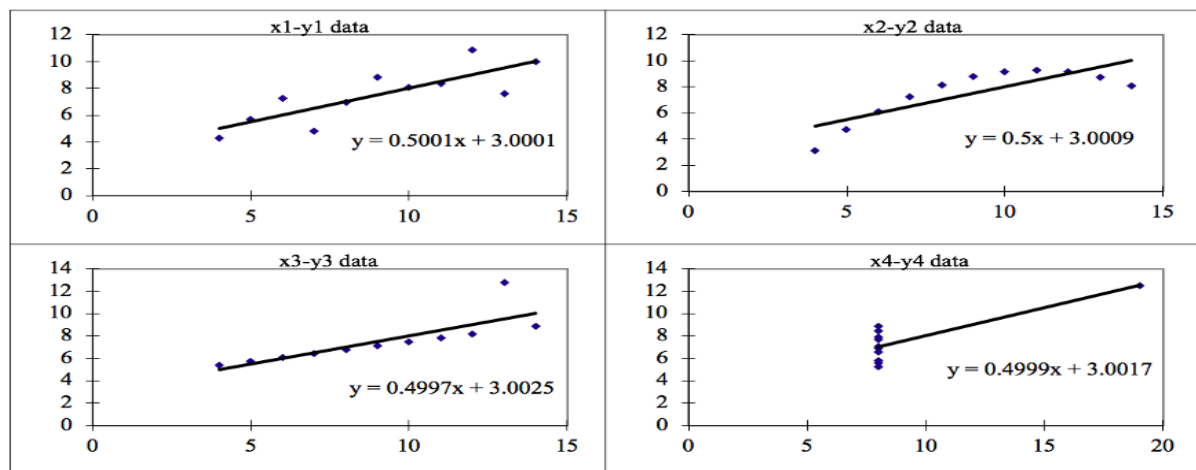 x1-y1 data
12
10
8
6
4
2
0
y = 0.5001x + 3.0001
0 5 10 15
x2-y2 data
12
10
8
6
4
2
0
y = 0.5x + 3.0009
0 5 10 15
x3-y3 data
14
12
10
8
6
4
2
0
y = 0.4997x + 3.0025
0 5 10 15
x4-y4 data
14
12
10
8
6
4
2
0
y = 0.4999x + 3.0017
0 5 10 15 20